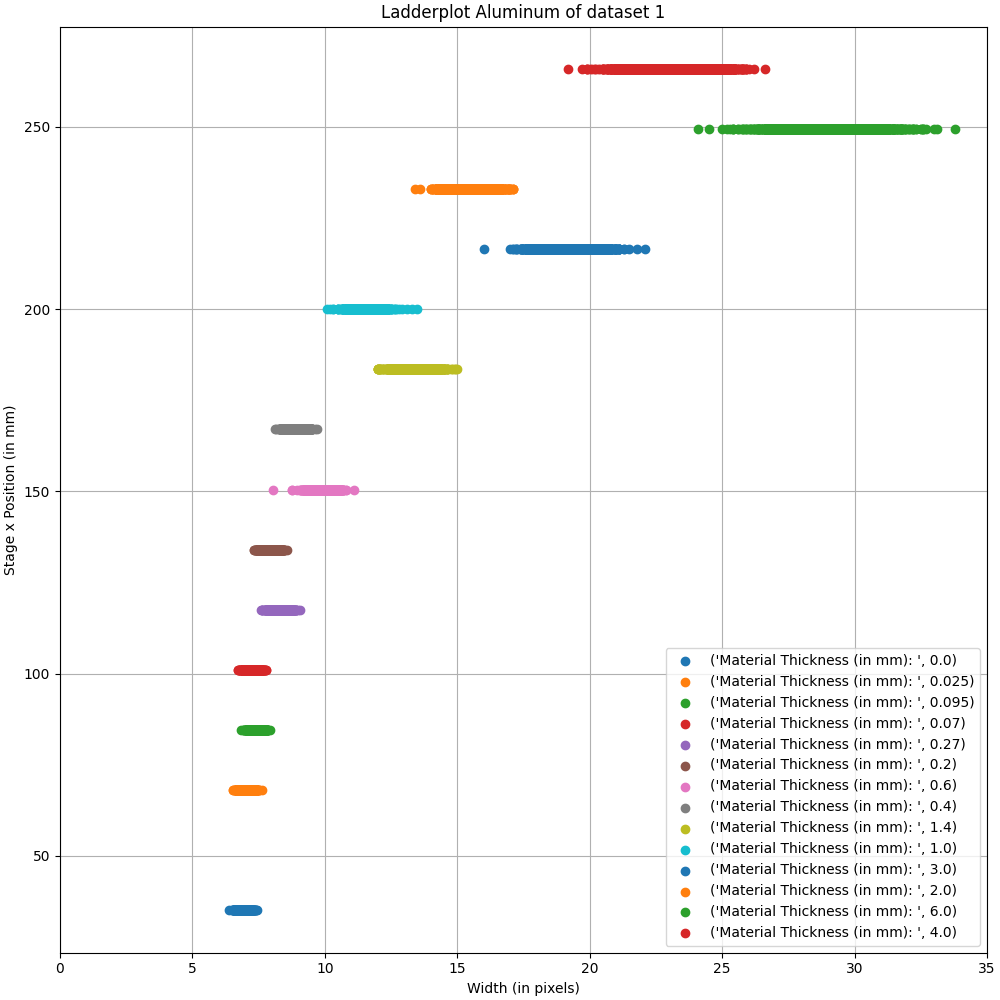 Ladderplot Aluminum of dataset 1
Stage x Position (in mm)
250
200
150
100
50
('Material Thickness (in mm): ', 0.0)
('Material Thickness (in mm): ', 0.025)
('Material Thickness (in mm): ', 0.095)
('Material Thickness (in mm): ', 0.07)
('Material Thickness (in mm): ', 0.27)
('Material Thickness (in mm): ', 0.2)
('Material Thickness (in mm): ', 0.6)
('Material Thickness (in mm): ', 0.4)
('Material Thickness (in mm): ', 1.4)
('Material Thickness (in mm): ', 1.0)
('Material Thickness (in mm): ', 3.0)
('Material Thickness (in mm): ', 2.0)
('Material Thickness (in mm): ', 6.0)
('Material Thickness (in mm): ', 4.0)
0 5 10 15 20 25 30 35
Width (in pixels)